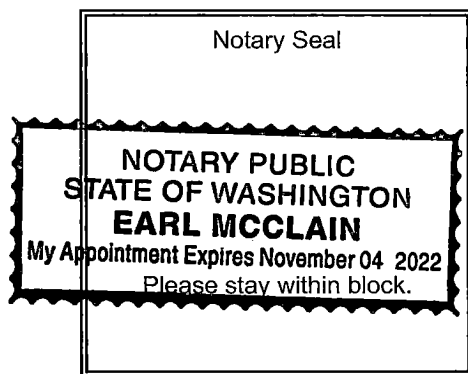 Notary Seal
NOTARY PUBLIC
STATE OF WASHINGTON
EARL MCCLAIN
My Appointment Expires November 04 2022
Please stay within block.